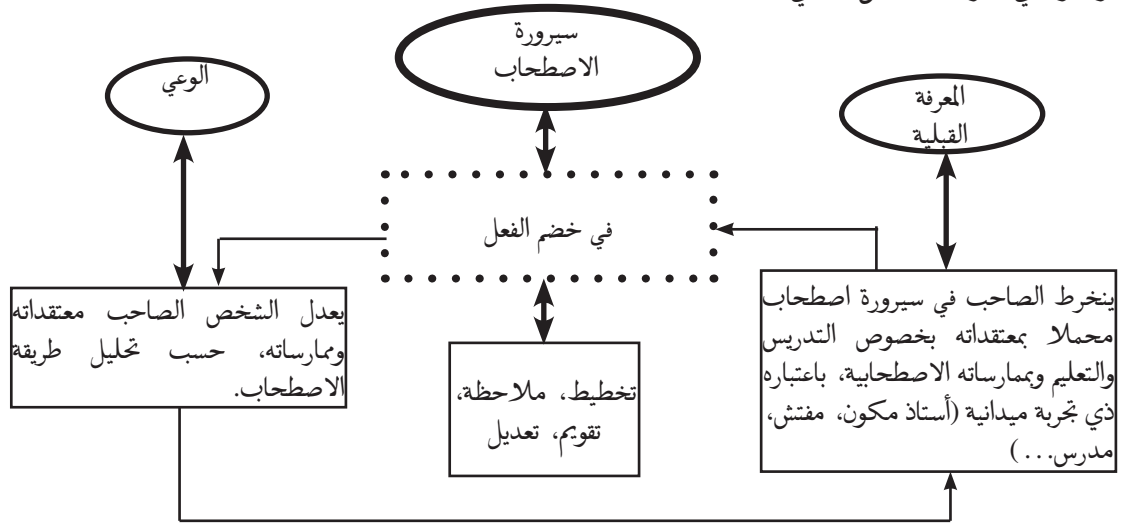 سيرورة
الاصطحاب
المعرفة
القبلية
الوعي
في خضم الفعل
ينخرط الصاحب في سيرورة اصطحاب
محملا بمعتقداته بخصوص التدريس
والتعليم وبممارساته الاصطحابية، باعتباره
ذي تجربة ميدانية (أستاذ مكون، مفتش،
مدرس...)
تخطيط، ملاحظة،
تقويم، تعديل
يعدل الشخص الصاحب معتقداته
وممارساته، حسب تحليل طريقة
الاصطحاب.